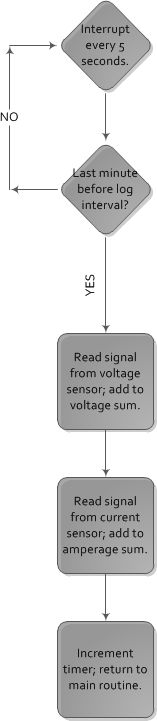 Interrupt
every 5
seconds.
NO
Last minute
before log
interval?
YES
Read signal
from voltage
sensor; add to
voltage sum.
Read signal
from current
sensor; add to
amperage sum.
Increment
timer; return to
main routine.